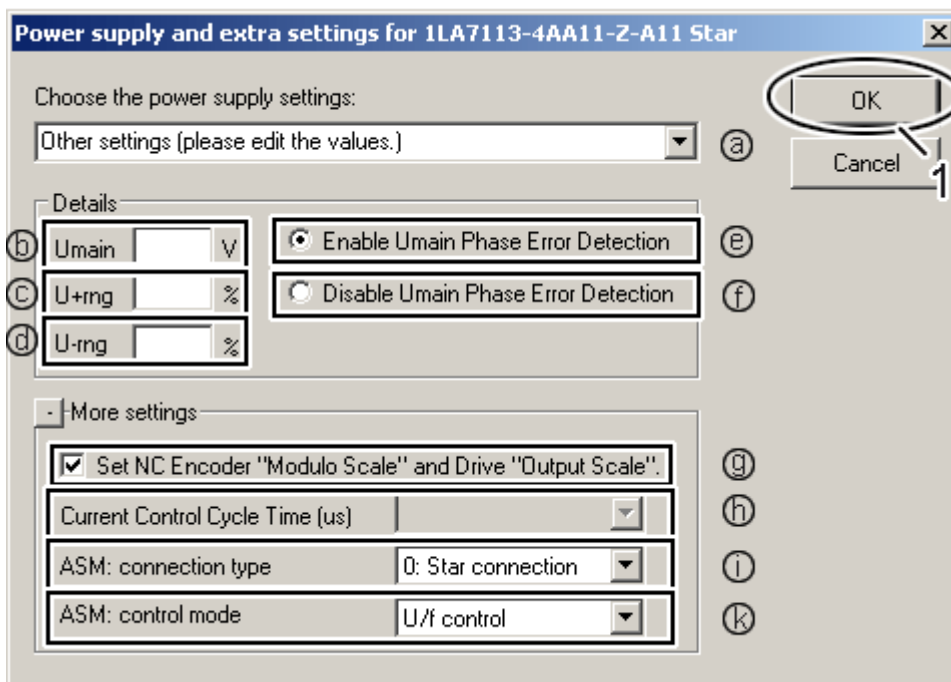 Power supply and extra settings for 1LA7113-4AA11-Z-A11 Star
Choose the power supply settings:
OK
Other settings (please edit the values.)
a
Cancel
1
Details
b Umain V Enable Umain Phase Error Detection e
c U+rng % Disable Umain Phase Error Detection f
d U-rng %
- More settings
Set NC Encoder "Modulo Scale" and Drive "Output Scale". g
Current Control Cycle Time (us) h
ASM: connection type 0: Star connection i
ASM: control mode U/f control k